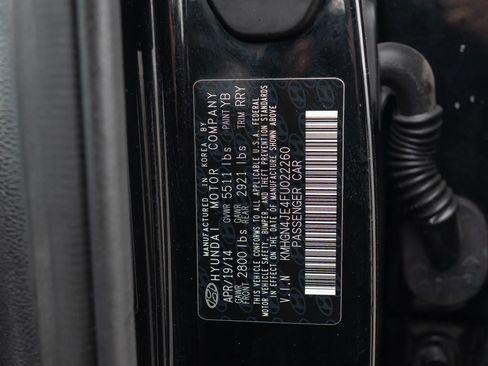 MANUFACTURED IN KOREA BY
HYUNDAI MOTOR COMPANY
APR/19/14 GVWR 5511 lbs PAINT YB
GAWR FRONT 2800 lbs GAWR REAR 2921 lbs TRIM RRY
THIS VEHICLE CONFORMS TO ALL APPLICABLE U.S.A. FEDERAL
MOTOR VEHICLE SAFETY, BUMPER, AND THEFT PREVENTION STANDARDS
IN EFFECT ON THE DATE OF MANUFACTURE SHOWN ABOVE
V.I.N KMHGN4JE4FU022260
PASSENGER CAR